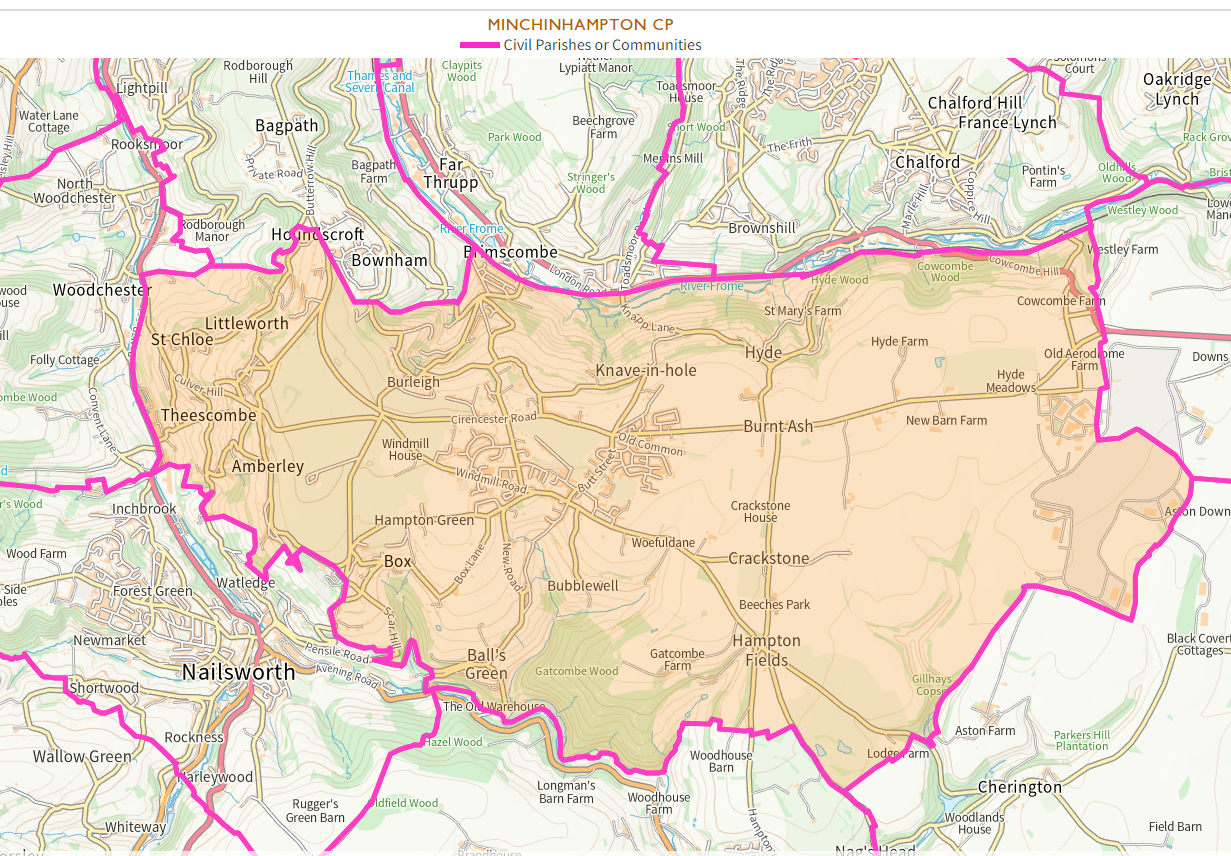 MINCHINHAMPTON CP
Civil Parishes or Communities
Rodborough
Hill
Thames and
Severn Canal
Claypits
Wood
Lypiatt Manor
Toadsmoor
House
The Ridge
Court
Oakridge
Lynch
Lightpill
Water Lane
Cottage
Bagpath
Park Wood
Beechgrove
Farm
Short Wood
The Frith
Chalford Hill
France Lynch
Rooksmoor
Private Road
Butterrow Hill
Bagpath
Farm
Far
Thrupp
Stringer's
Wood
Merrins Mill
Chalford
Marle Hill
Copplce Hill
Pontin's
Farm
Oldhills
Wood
North
Woodchester
Rodborough
Manor
Houndscroft
Bownham
River Frome
Brimscombe
London Road
Toadsmoor Road
Brownshill
Westley Wood
Westley Farm
Woodchester
River Frome
Hyde Wood
Cowcombe
Wood
Cowcombe Hill
Cowcombe Farm
Littleworth
St Chloe
Knapp Lane
St Mary's Farm
Folly Cottage
Culver Hill
Burleigh
Knave-in-hole
Hyde
Hyde Farm
Old Aerodrome
Farm
Downs
Hyde
Meadows
Convent Lane
Theescombe
Cirencester Road
Burnt Ash
New Barn Farm
Windmill
House
Old Common
Amberley
Windmill Road
Butt Street
Inchbrook
Hampton Green
Crackstone
House
Aston Down
Wood Farm
Box
Box Lane
New Road
Woefuldane
Crackstone
Watledge
Forest Green
Bubblewell
Beeches Park
Newmarket
Scar Hill
Pensile Road
Avening Road
Nailsworth
Ball's
Green
Gatcombe Wood
Gatcombe
Farm
Hampton
Fields
Black Covert
Cottages
Shortwood
The Old Warehouse
Gillhays
Copse
Rockness
Hazel Wood
Aston Farm
Parkers Hill
Plantation
Wallow Green
Harleywood
Woodhouse
Barn
Lodge Farm
Longman's
Barn Farm
Woodhouse
Farm
Cherington
Rugger's
Green Barn
Oldfield Wood
Whiteway
Woodlands
House
Field Barn
Nag's Head